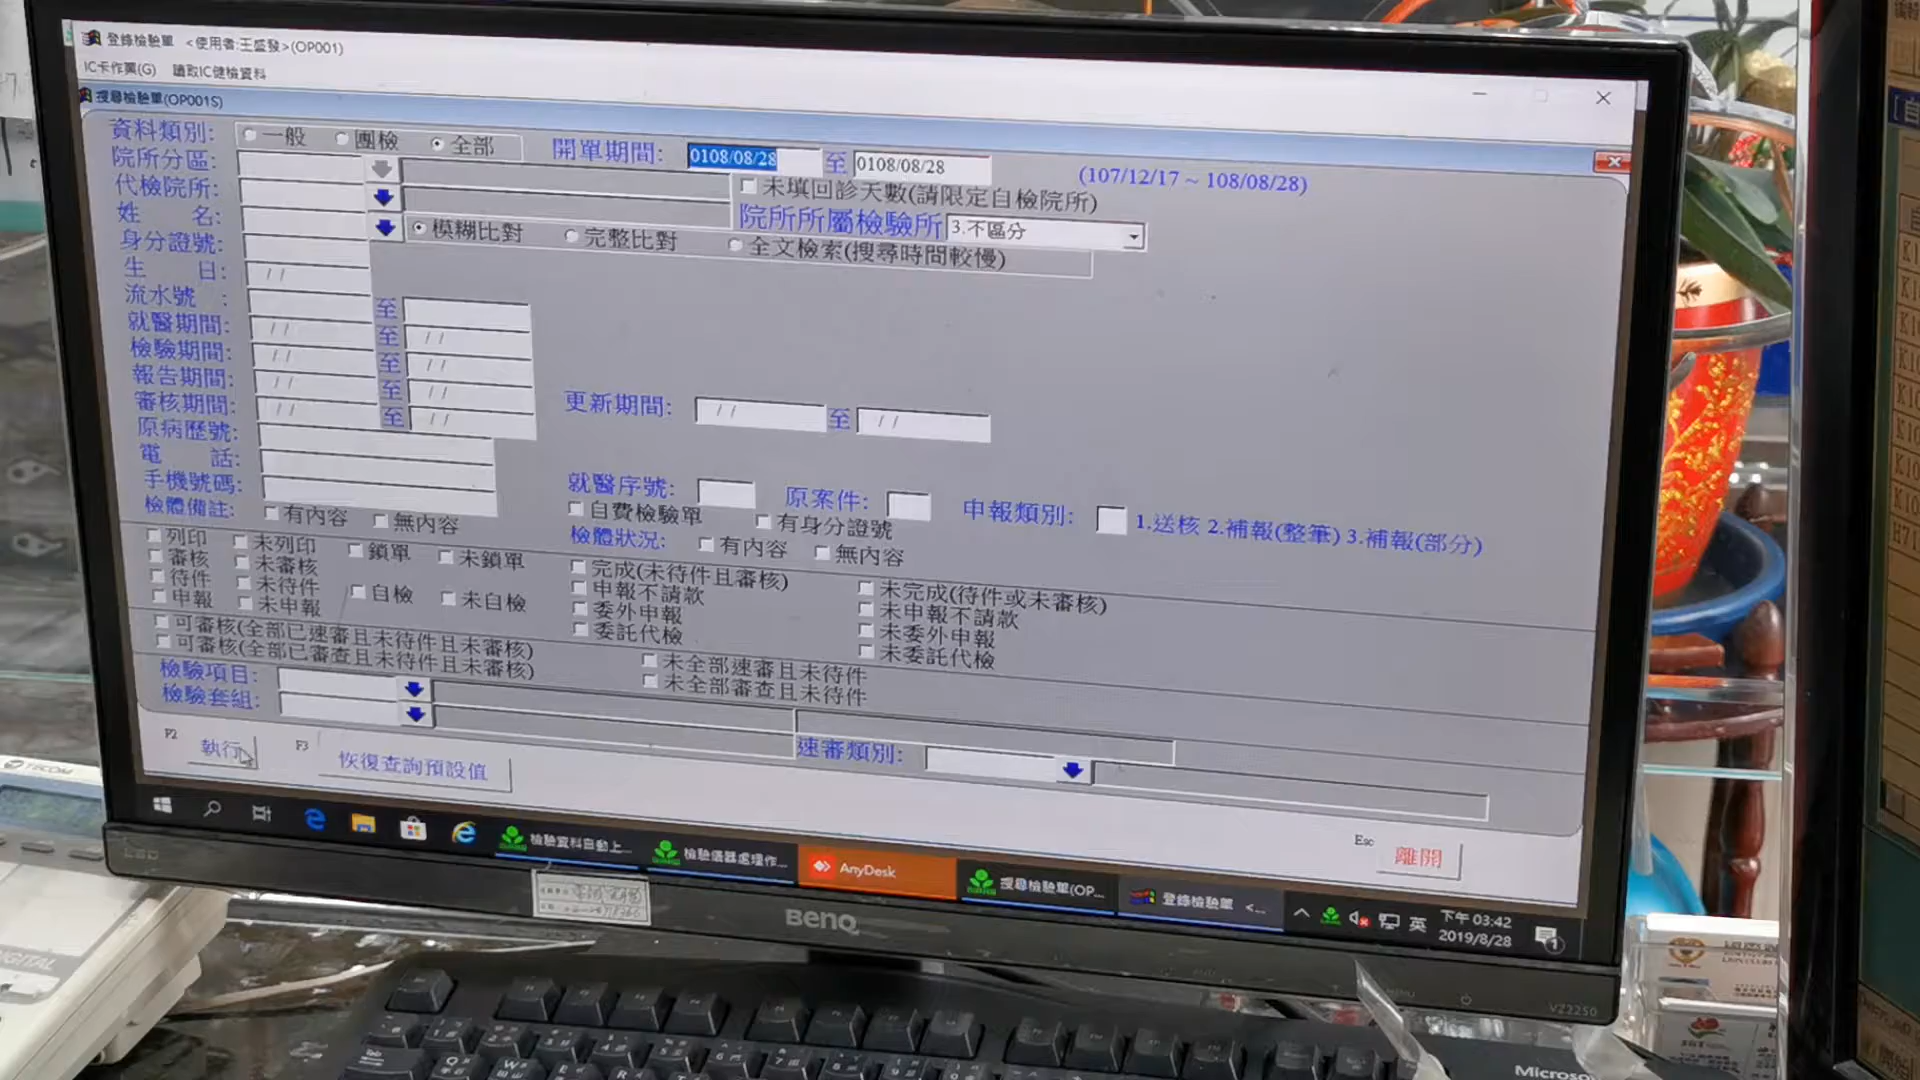 登錄檢驗單 <使用者:王盛發>(OP001)
IC卡作業(G) 讀取IC健檢資料
搜尋檢驗單(OP001S)
資料類別: 一般 團檢 全部 開單期間: 0108/08/28 至 0108/08/28 (107/12/17 ~ 108/08/28)
院所分區:
代檢院所: 未填回診天數(請限定自檢院所)
院所所屬檢驗所 3.不區分
姓 名: 模糊比對 完整比對 全文檢索(搜尋時間較慢)
身分證號:
生 日: / /
流水號 : 至
就醫期間: / / 至 / /
檢驗期間: / / 至 / /
報告期間: / / 至 / /
審核期間: / / 至 / /
更新期間: / / 至 / /
原病歷號:
電 話:
手機號碼:
就醫序號: 原案件: 申報類別: 1.送核 2.補報(整筆) 3.補報(部分)
自費檢驗單 有身分證號
檢體備註: 有內容 無內容
檢體狀況: 有內容 無內容
列印 未列印 鎖單 未鎖單
審核 未審核
待件 未待件 自檢 未自檢
申報 未申報
完成(未待件且審核) 未完成(待件或未審核)
申報不請款 未申報不請款
委外申報 未委外申報
委託代檢 未委託代檢
可審核(全部已速審且未待件且未審核) 未全部速審且未待件
可審核(全部已審查且未待件且未審核) 未全部審查且未待件
檢驗項目:
檢驗套組:
速審類別:
F2 執行 F3 恢復查詢預設值
Esc 離開
檢驗資料自動上...
檢驗儀器處理作...
AnyDesk
搜尋檢驗單(OP...
登錄檢驗單 <...
英
下午 03:42
2019/8/28
1
BenQ
VZ2250
TECOM
DIGITAL
Microso